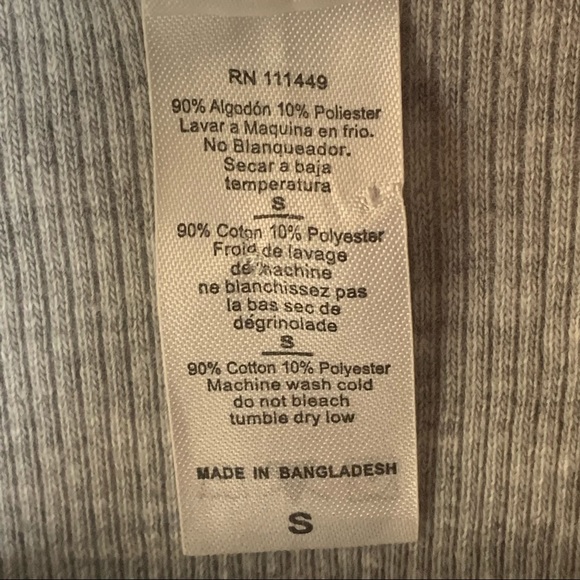 RN 111449
90% Algodón 10% Poliester
Lavar a Maquina en frio.
No Blanqueador.
Secar a baja
temperatura
S
90% Coton 10% Polyester
Froid de lavage
de machine
ne blanchissez pas
la bas sec de
dégrinolade
S
90% Cotton 10% Polyester
Machine wash cold
do not bleach
tumble dry low
MADE IN BANGLADESH
S